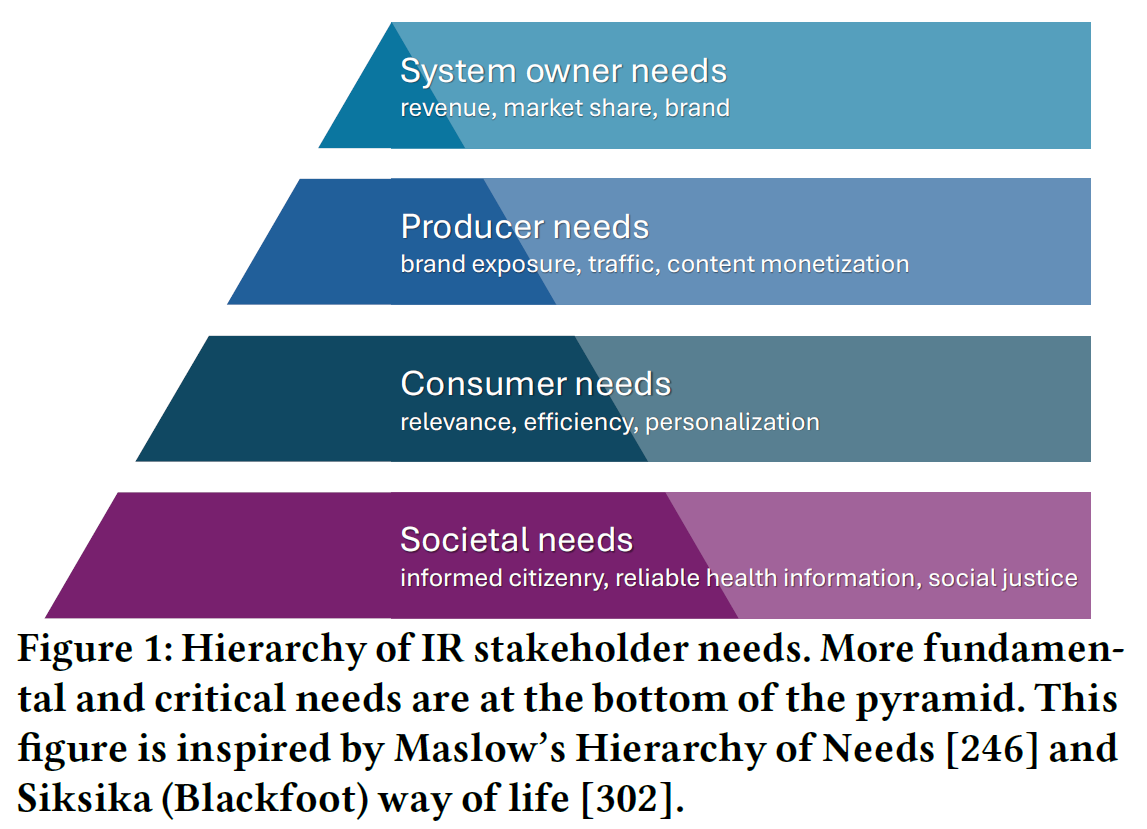 System owner needs
revenue, market share, brand
Producer needs
brand exposure, traffic, content monetization
Consumer needs
relevance, efficiency, personalization
Societal needs
informed citizenry, reliable health information, social justice
Figure 1: Hierarchy of IR stakeholder needs. More fundamen-
tal and critical needs are at the bottom of the pyramid. This
figure is inspired by Maslow’s Hierarchy of Needs [246] and
Siksika (Blackfoot) way of life [302].